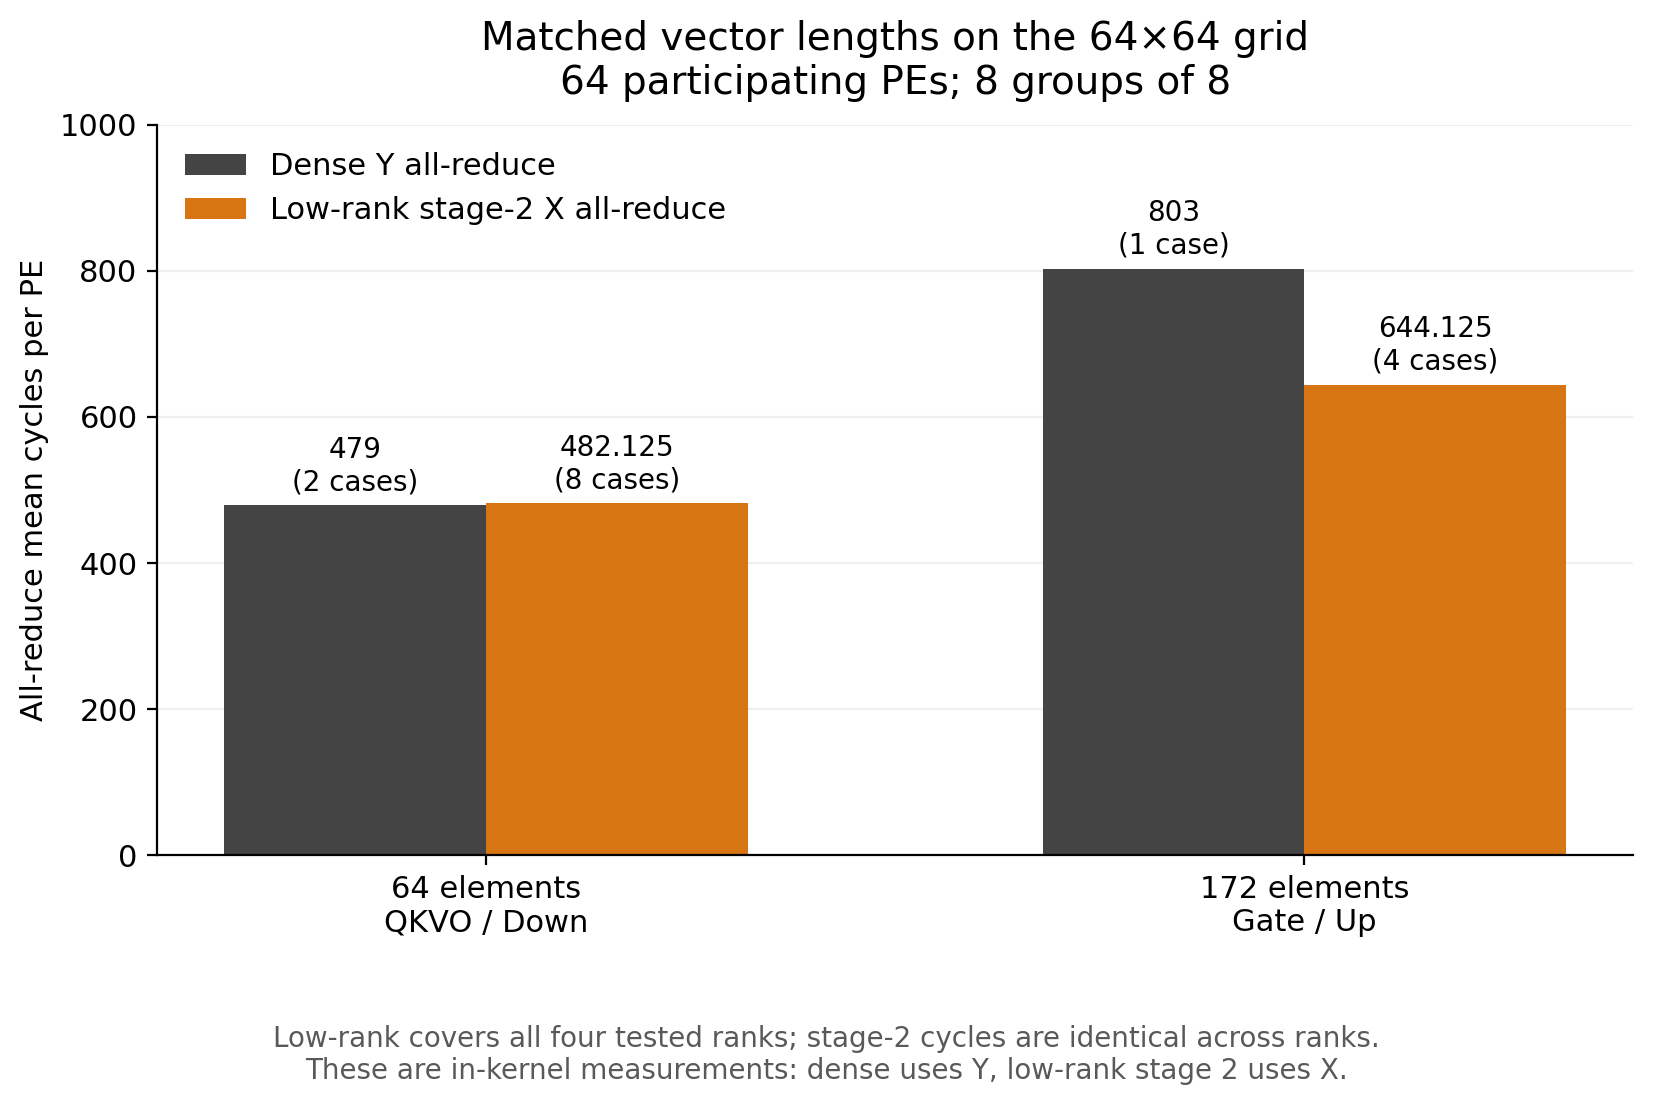 Matched vector lengths on the 64×64 grid
64 participating PEs; 8 groups of 8
All-reduce mean cycles per PE
1000
800
600
400
200
0
Dense Y all-reduce
Low-rank stage-2 X all-reduce
479
(2 cases)
482.125
(8 cases)
803
(1 case)
644.125
(4 cases)
64 elements
QKVO / Down
172 elements
Gate / Up
Low-rank covers all four tested ranks; stage-2 cycles are identical across ranks.
These are in-kernel measurements: dense uses Y, low-rank stage 2 uses X.